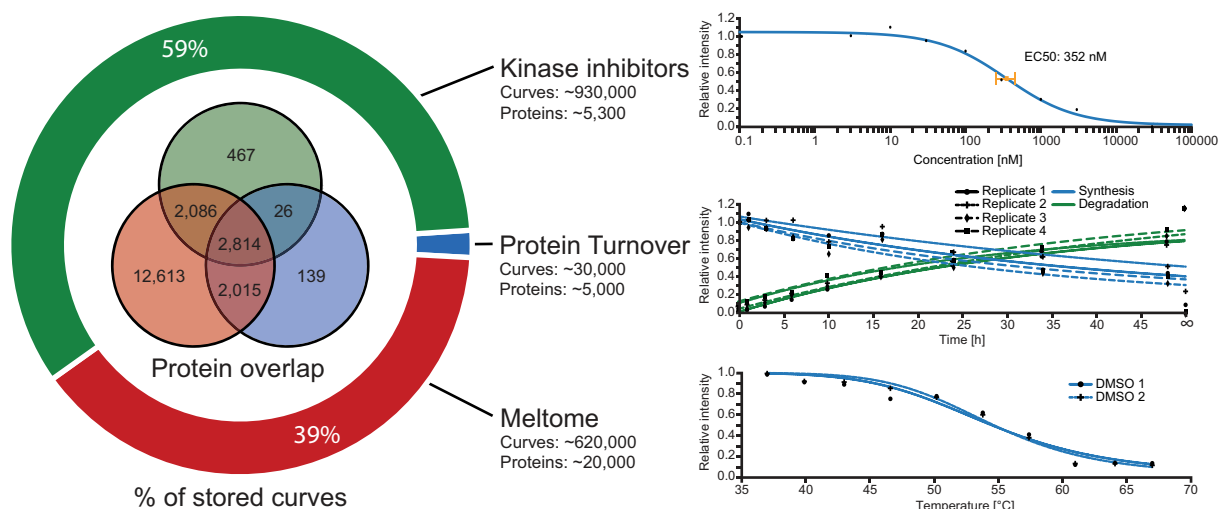 59%
Kinase inhibitors
Curves: ~930,000
Proteins: ~5,300
467
2,086
26
2,814
12,613
2,015
139
Protein overlap
Protein Turnover
Curves: ~30,000
Proteins: ~5,000
39%
Meltome
Curves: ~620,000
Proteins: ~20,000
% of stored curves
Relative intensity
1.2
1.0
0.8
0.6
0.4
0.2
0.0
EC50: 352 nM
0.1 1 10 100 1000 10000 100000
Concentration [nM]
Relative intensity
1.2
1.0
0.8
0.6
0.4
0.2
0.0
Replicate 1
Replicate 2
Replicate 3
Replicate 4
Synthesis
Degradation
0 5 10 15 20 25 30 35 40 45 ∞
Time [h]
Relative intensity
1.0
0.8
0.6
0.4
0.2
0.0
DMSO 1
DMSO 2
35 40 45 50 55 60 65 70
Temperature [°C]